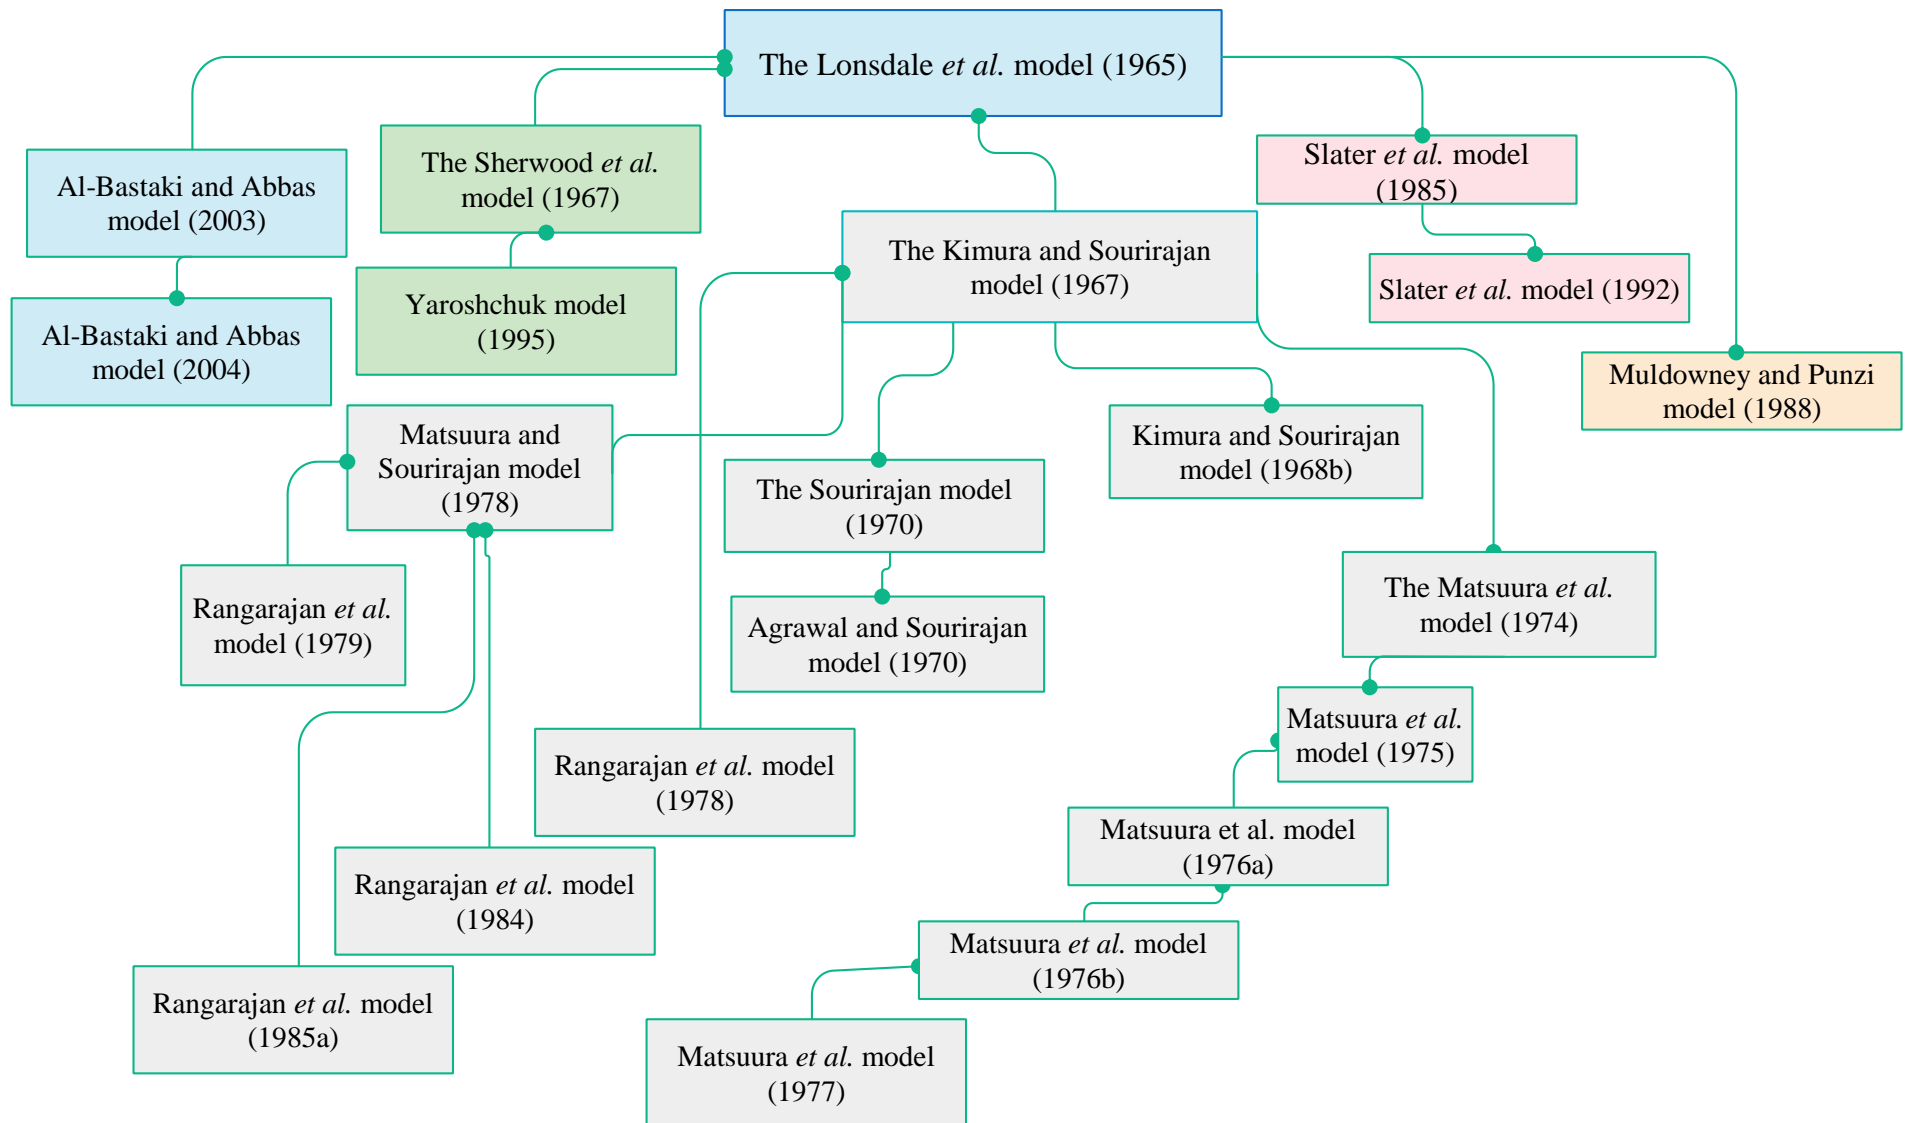 The Lonsdale et al. model (1965)
Al-Bastaki and Abbas
model (2003)
The Sherwood et al.
model (1967)
Slater et al. model
(1985)
The Kimura and Sourirajan
model (1967)
Slater et al. model (1992)
Yaroshchuk model
(1995)
Al-Bastaki and Abbas
model (2004)
Muldowney and Punzi
model (1988)
Matsuura and
Sourirajan model
(1978)
Kimura and Sourirajan
model (1968b)
The Sourirajan model
(1970)
Rangarajan et al.
model (1979)
Agrawal and Sourirajan
model (1970)
The Matsuura et al.
model (1974)
Matsuura et al.
model (1975)
Rangarajan et al. model
(1978)
Matsuura et al. model
(1976a)
Rangarajan et al. model
(1984)
Matsuura et al. model
(1976b)
Rangarajan et al. model
(1985a)
Matsuura et al. model
(1977)